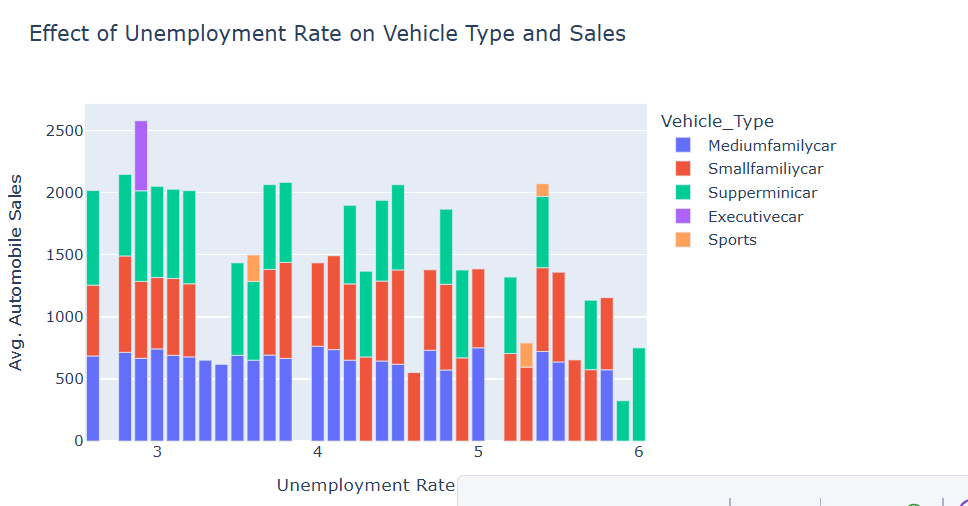 Effect of Unemployment Rate on Vehicle Type and Sales
Avg. Automobile Sales
2500
2000
1500
1000
500
0
3 4 5 6
Unemployment Rate
Vehicle_Type
Mediumfamilycar
Smallfamiliycar
Supperminicar
Executivecar
Sports